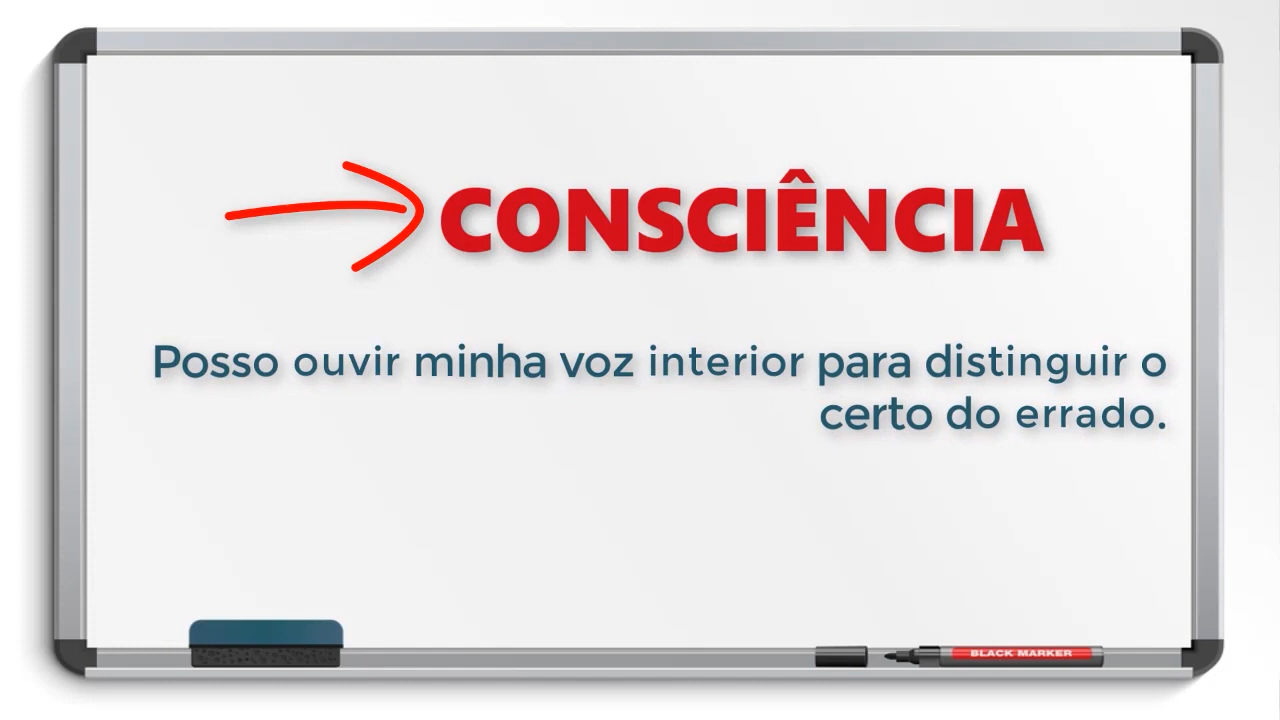 CONSCIÊNCIA
Posso ouvir minha voz interior para distinguir o
certo do errado.
BLACK MARKER